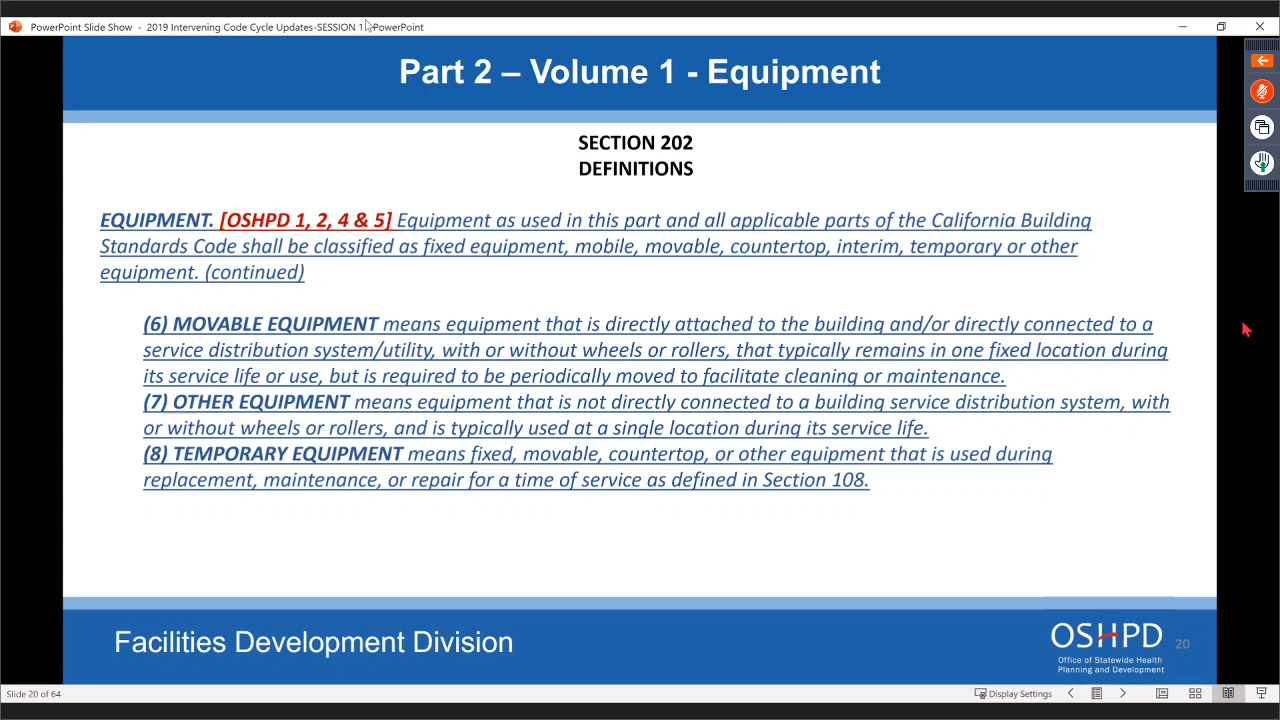 PowerPoint Slide Show - 2019 Intervening Code Cycle Updates-SESSION 1 - PowerPoint
Part 2 – Volume 1 - Equipment
SECTION 202
DEFINITIONS
EQUIPMENT. [OSHPD 1, 2, 4 & 5] Equipment as used in this part and all applicable parts of the California Building
Standards Code shall be classified as fixed equipment, mobile, movable, countertop, interim, temporary or other
equipment. (continued)
(6) MOVABLE EQUIPMENT means equipment that is directly attached to the building and/or directly connected to a
service distribution system/utility, with or without wheels or rollers, that typically remains in one fixed location during
its service life or use, but is required to be periodically moved to facilitate cleaning or maintenance.
(7) OTHER EQUIPMENT means equipment that is not directly connected to a building service distribution system, with
or without wheels or rollers, and is typically used at a single location during its service life.
(8) TEMPORARY EQUIPMENT means fixed, movable, countertop, or other equipment that is used during
replacement, maintenance, or repair for a time of service as defined in Section 108.
Facilities Development Division
OSHPD
Office of Statewide Health
Planning and Development
20
Slide 20 of 64
Display Settings